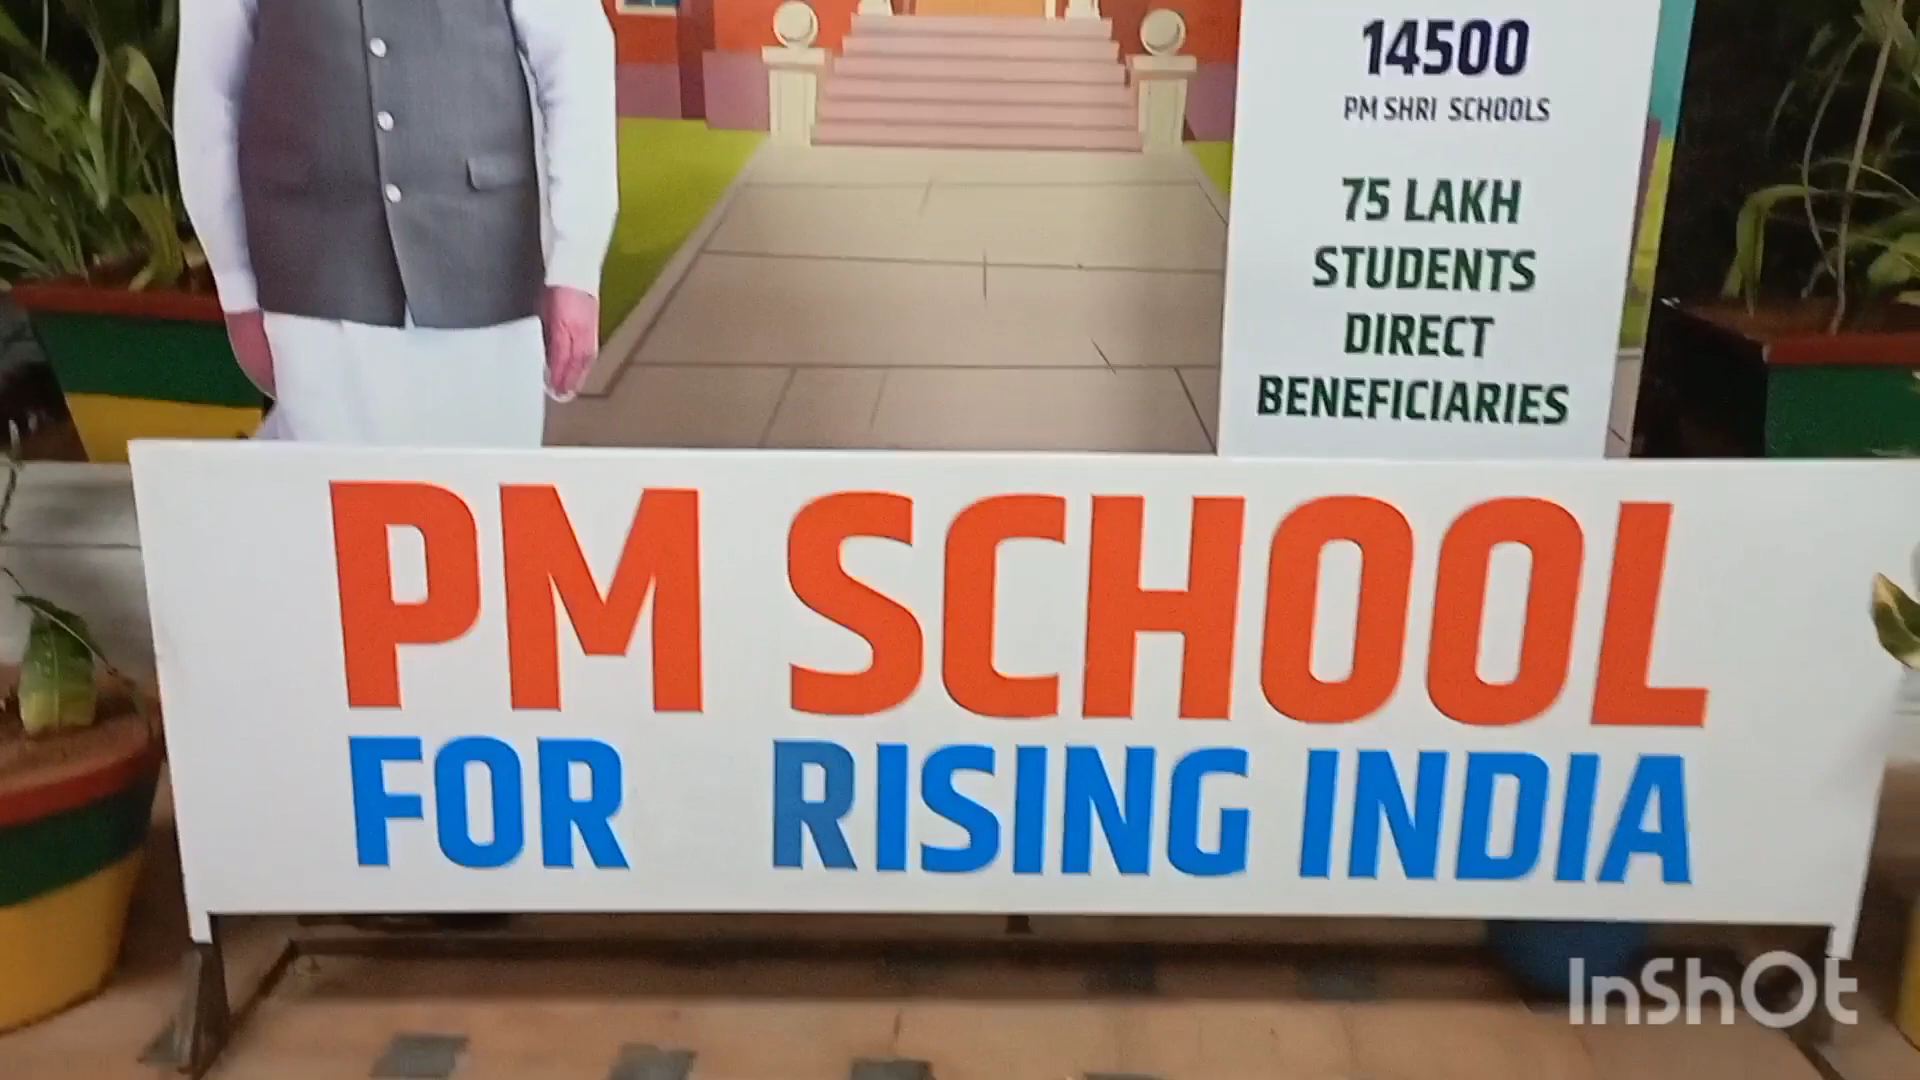 14500
PM SHRI SCHOOLS
75 LAKH
STUDENTS
DIRECT
BENEFICIARIES
PM SCHOOL
FOR RISING INDIA
InShOt